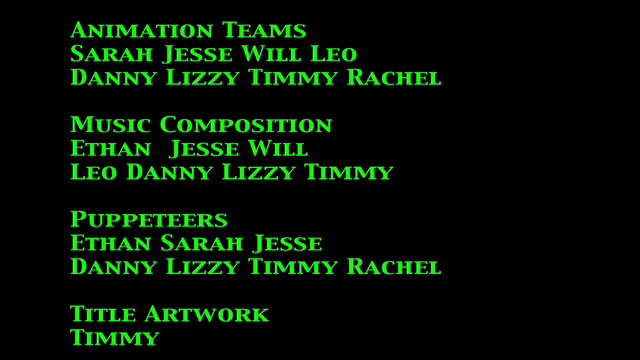 Animation Teams
Sarah Jesse Will Leo
Danny Lizzy Timmy Rachel
Music Composition
Ethan  Jesse Will
Leo Danny Lizzy Timmy
Puppeteers
Ethan Sarah Jesse
Danny Lizzy Timmy Rachel
Title Artwork
Timmy